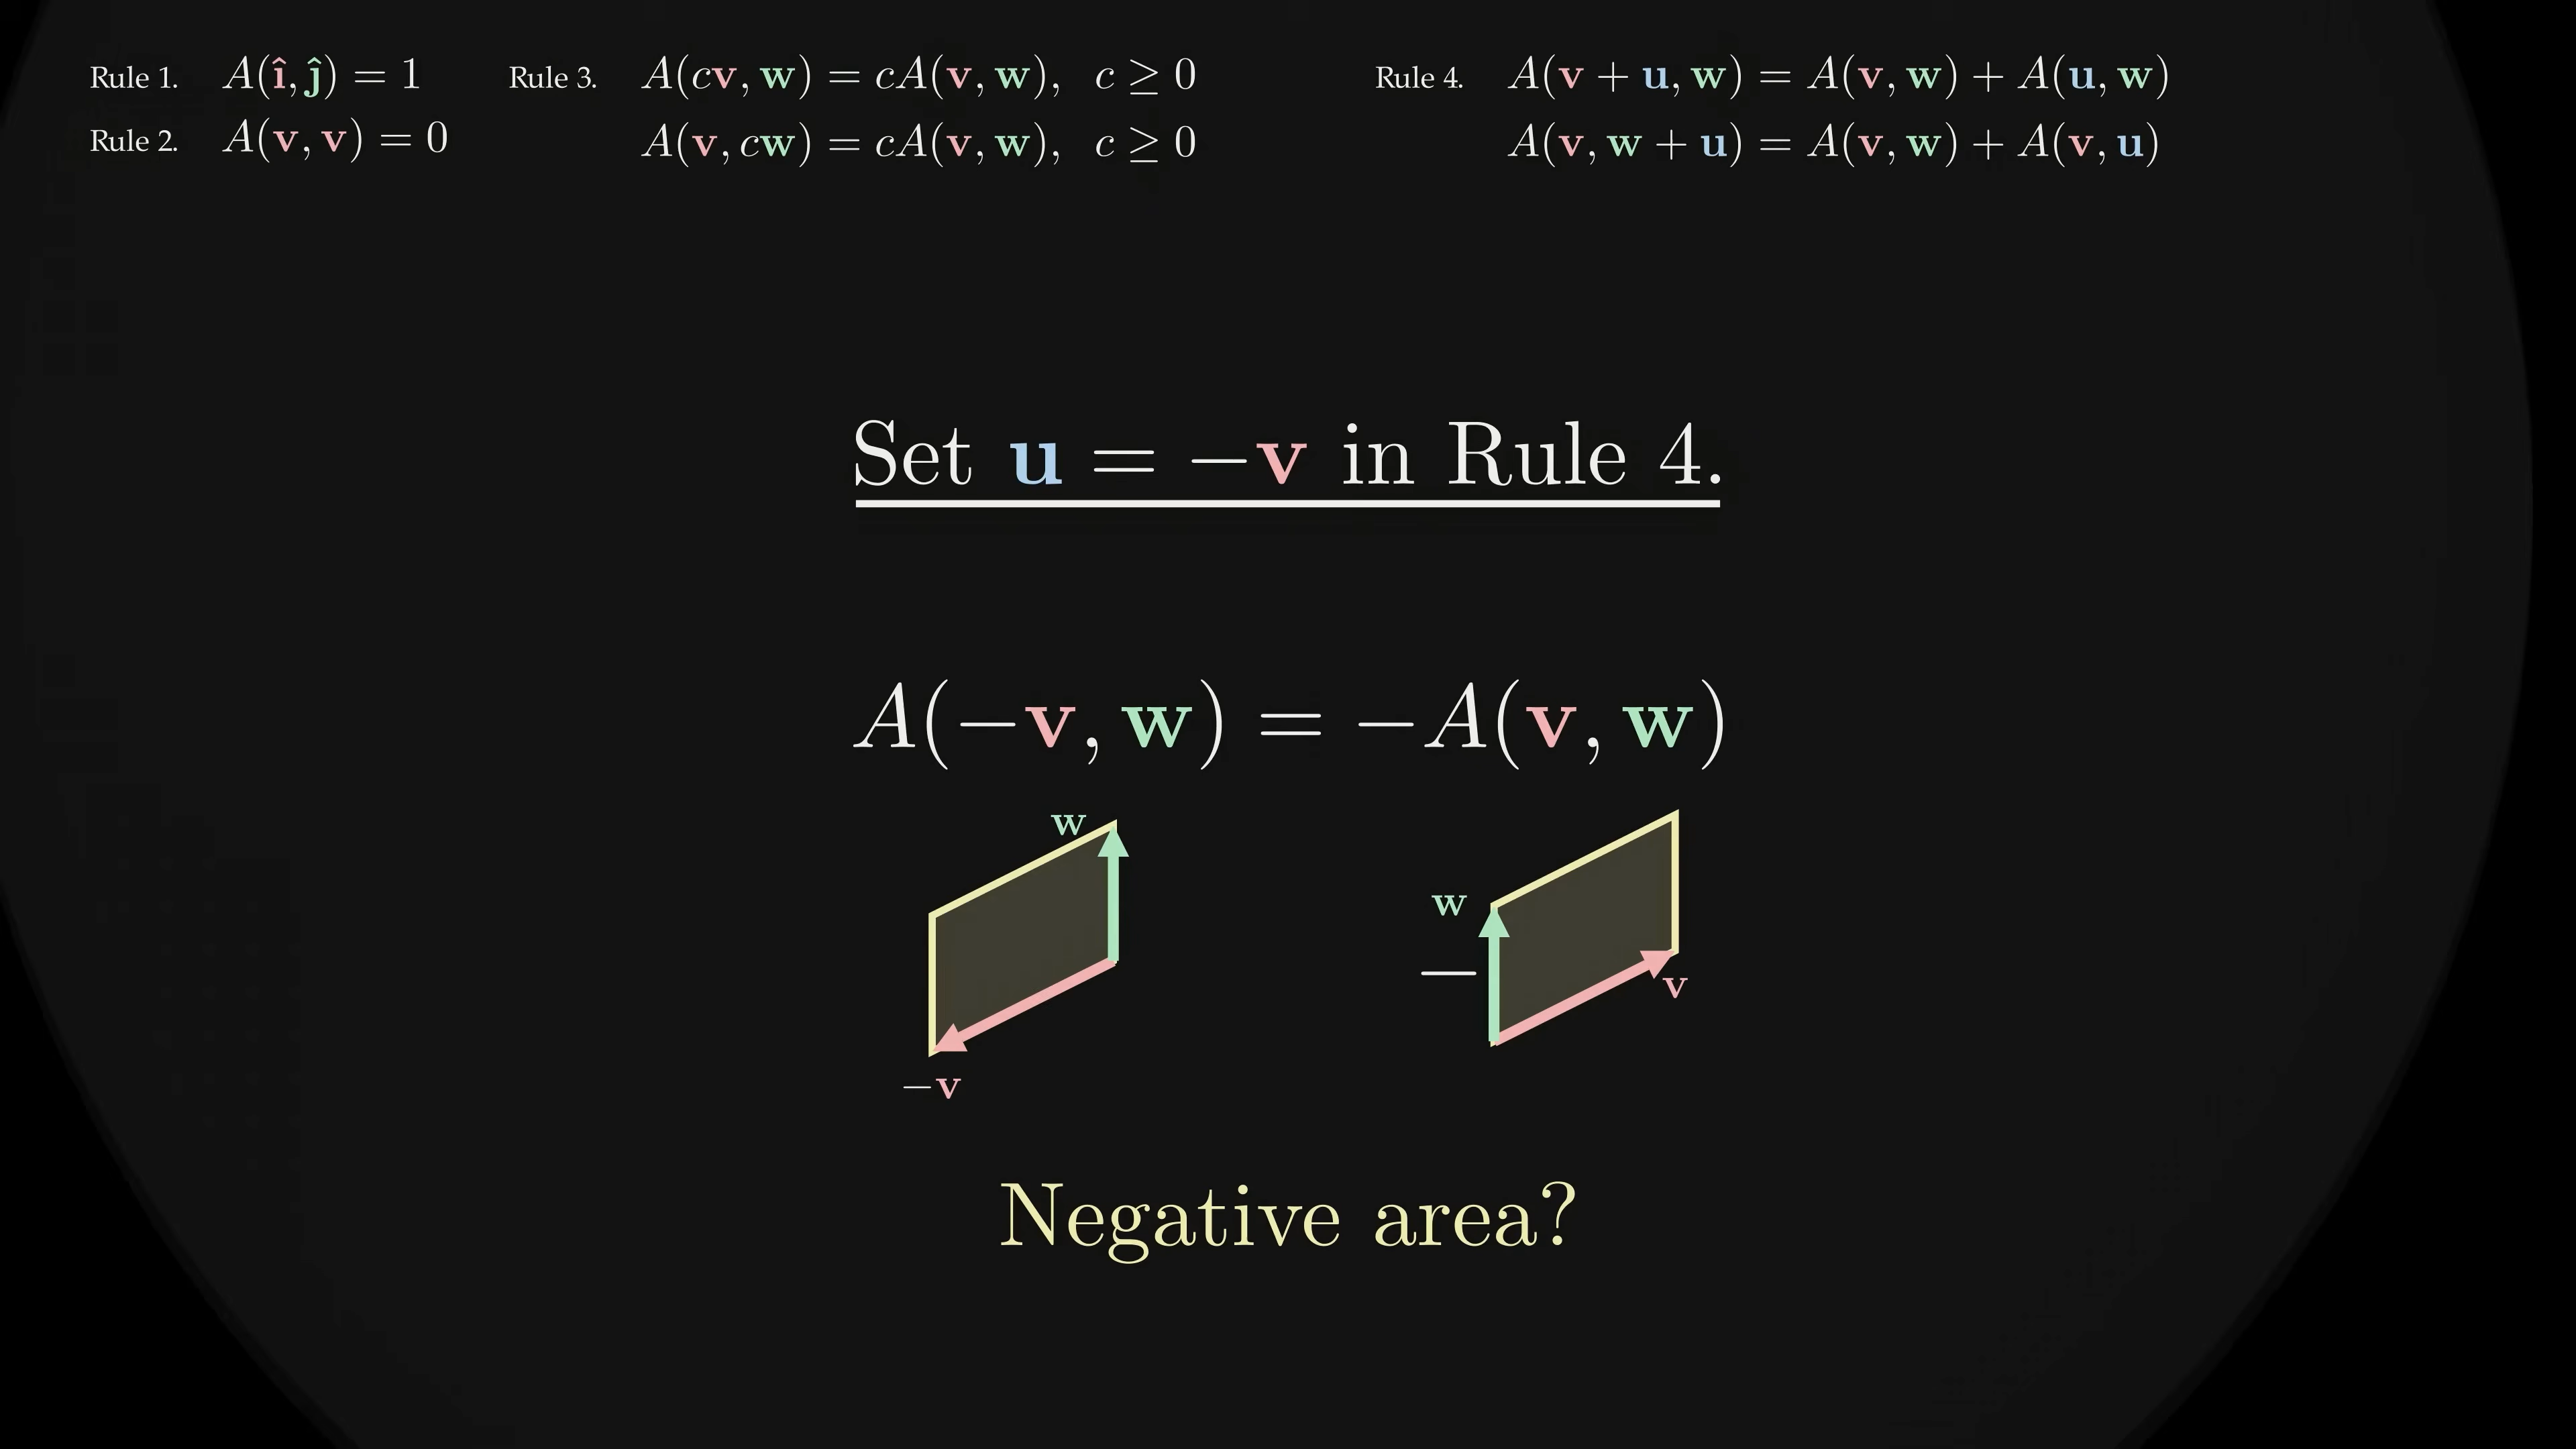 Rule 1. A(î, ĵ) = 1
Rule 2. A(v, v) = 0
Rule 3. A(cv, w) = cA(v, w), c ≥ 0
A(v, cw) = cA(v, w), c ≥ 0
Rule 4. A(v + u, w) = A(v, w) + A(u, w)
A(v, w + u) = A(v, w) + A(v, u)
Set u = −v in Rule 4.
A(−v, w) = −A(v, w)
w
−v
w
−
v
Negative area?